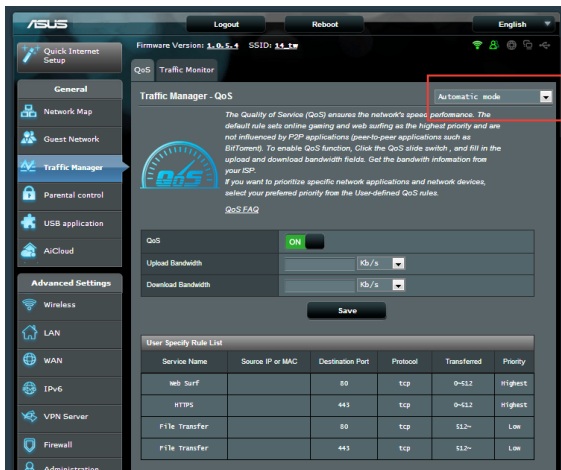 ASUS
Logout
Reboot
English
Quick Internet
Setup
Firmware Version: 1.0.5.4 SSID: 14_tw
QoS Traffic Monitor
General
Network Map
Guest Network
Traffic Manager
Parental control
USB application
AiCloud
Advanced Settings
Wireless
LAN
WAN
IPv6
VPN Server
Firewall
Administration
Traffic Manager - QoS
Automatic mode
The Quality of Service (QoS) ensures the network's speed performance. The
default rule sets online gaming and web surfing as the highest priority and are
not influenced by P2P applications (peer-to-peer applications such as
BitTorrent). To enable QoS function, Click the QoS slide switch , and fill in the
upload and download bandwidth fields. Get the bandwidth information from
your ISP.
If you want to prioritize specific network applications and network devices,
select your preferred priority from the User-defined QoS rules.
QoS FAQ
QoS
QoS ON
Upload Bandwidth Kb/s
Download Bandwidth Kb/s
Save
User Specify Rule List
Service Name Source IP or MAC Destination Port Protocol Transferred Priority
Web Surf 80 tcp 0~512 Highest
HTTPS 443 tcp 0~512 Highest
File Transfer 80 tcp 512~ Low
File Transfer 443 tcp 512~ Low